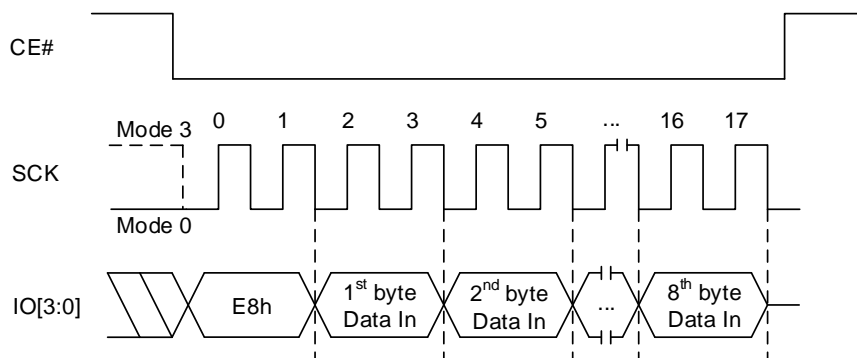 CE#
0 1 2 3 4 5 ... 16 17
Mode 3
SCK
Mode 0
IO[3:0]
E8h
1st byte
Data In
2nd byte
Data In
...
8th byte
Data In